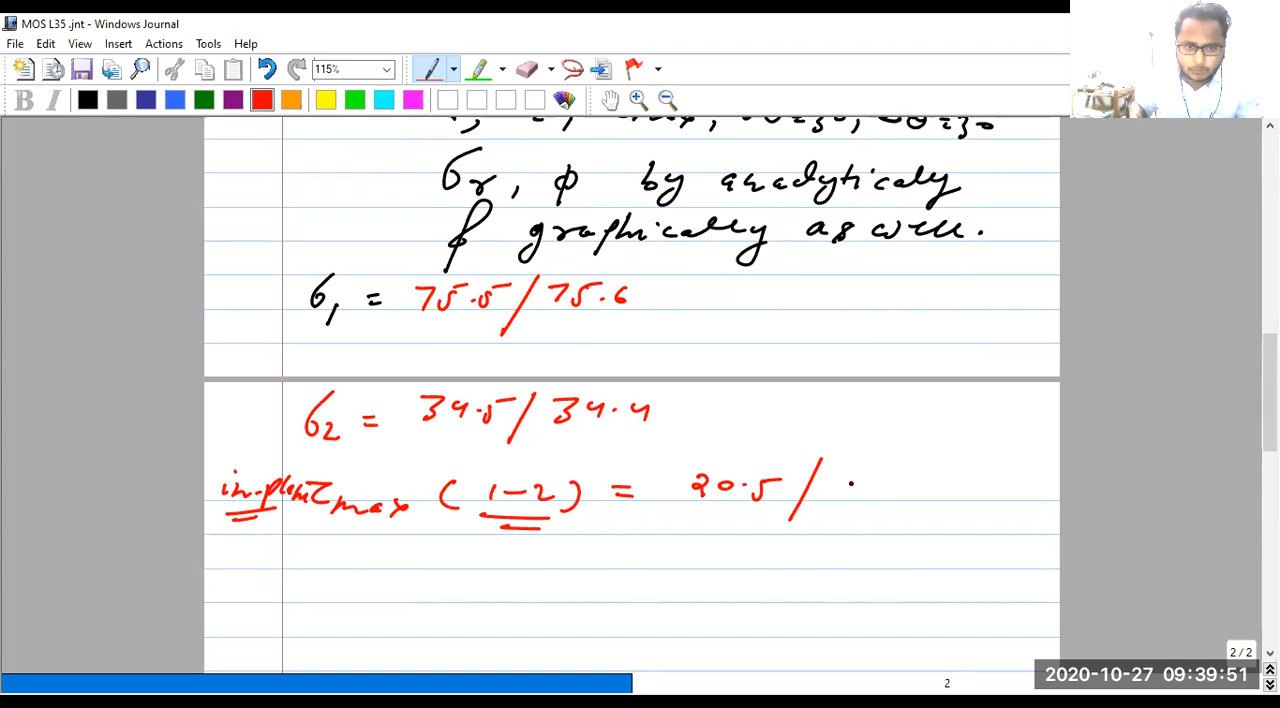 MOS L35 .jnt - Windows Journal
File Edit View Insert Actions Tools Help
115%
B I
σr, φ by analytically
& graphically as well.
σ1 = 75.5/75.6
σ2 = 34.5/34.4
in-plane τmax (1-2) = 20.5 /
2 / 2
2020-10-27 09:39:51
2